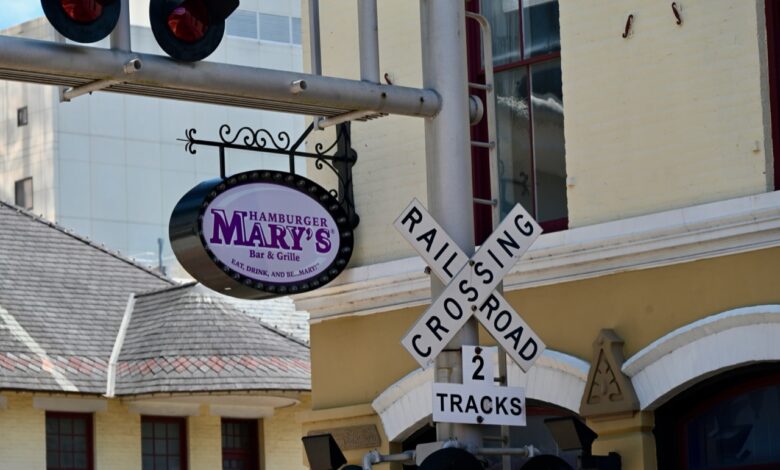 HAMBURGER
MARY'S
Bar & Grille
EAT, DRINK, AND BE...MARY!
RAIL ROAD
CROSSING
2
TRACKS